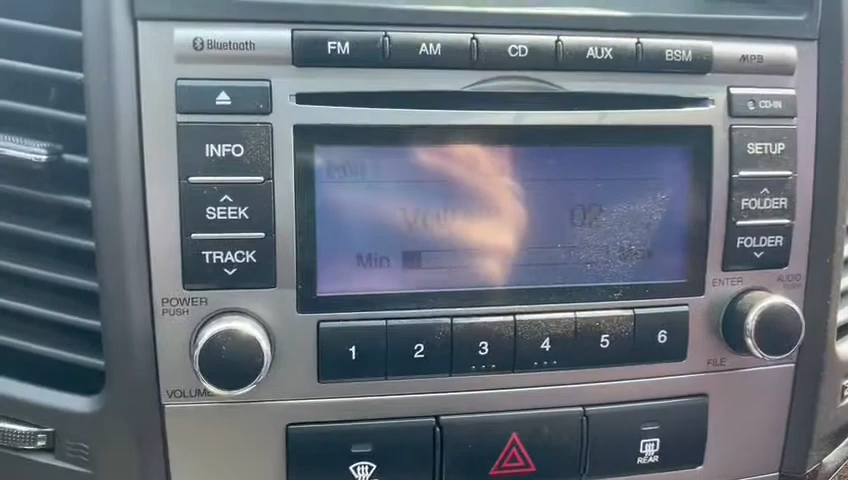 Bluetooth FM AM CD AUX BSM MP3
CD-IN
INFO SETUP
SEEK FOLDER
TRACK FOLDER
Volume 02
Min
POWER PUSH
ENTER AUDIO
1 2 3 4 5 6
VOLUME FILE
REAR